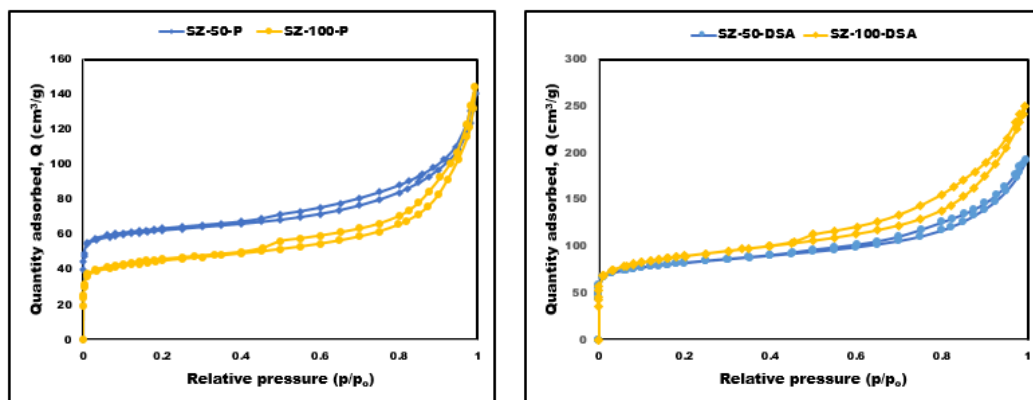 SZ-50-P SZ-100-P
160
140
120
100
80
60
40
20
0
Quantity adsorbed, Q (cm³/g)
0 0.2 0.4 0.6 0.8 1
Relative pressure (p/pₒ)
SZ-50-DSA SZ-100-DSA
300
250
200
150
100
50
0
Quantity adsorbed, Q (cm³/g)
0 0.2 0.4 0.6 0.8 1
Relative pressure (p/pₒ)